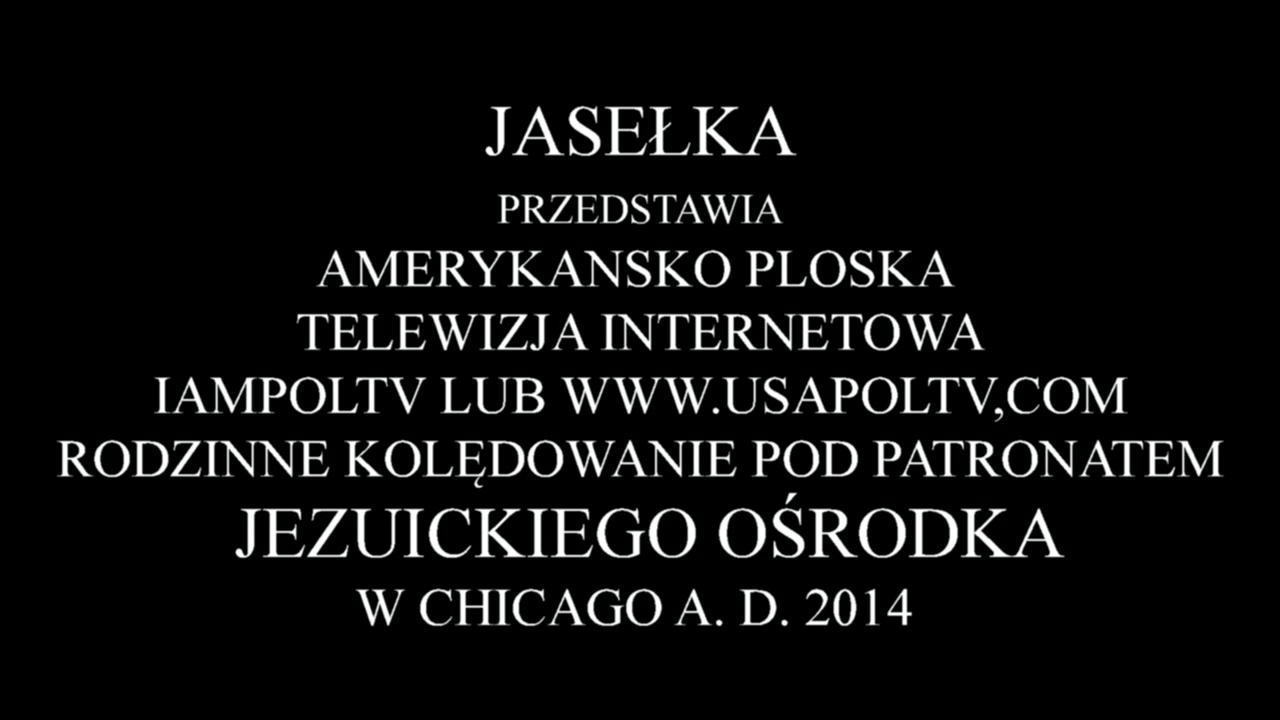 JASEŁKA
PRZEDSTAWIA
AMERYKANSKO PLOSKA
TELEWIZJA INTERNETOWA
IAMPOLTV LUB WWW.USAPOLTV,COM
RODZINNE KOLĘDOWANIE POD PATRONATEM
JEZUICKIEGO OŚRODKA
W CHICAGO A. D. 2014